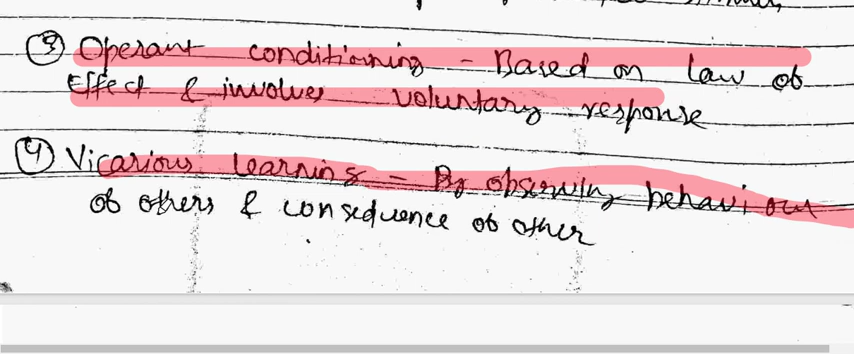 ③ Operant conditioning - Based on law of
Effect & involves voluntary response
④ Vicarious learning = By observing behaviour
of others & consequence of other